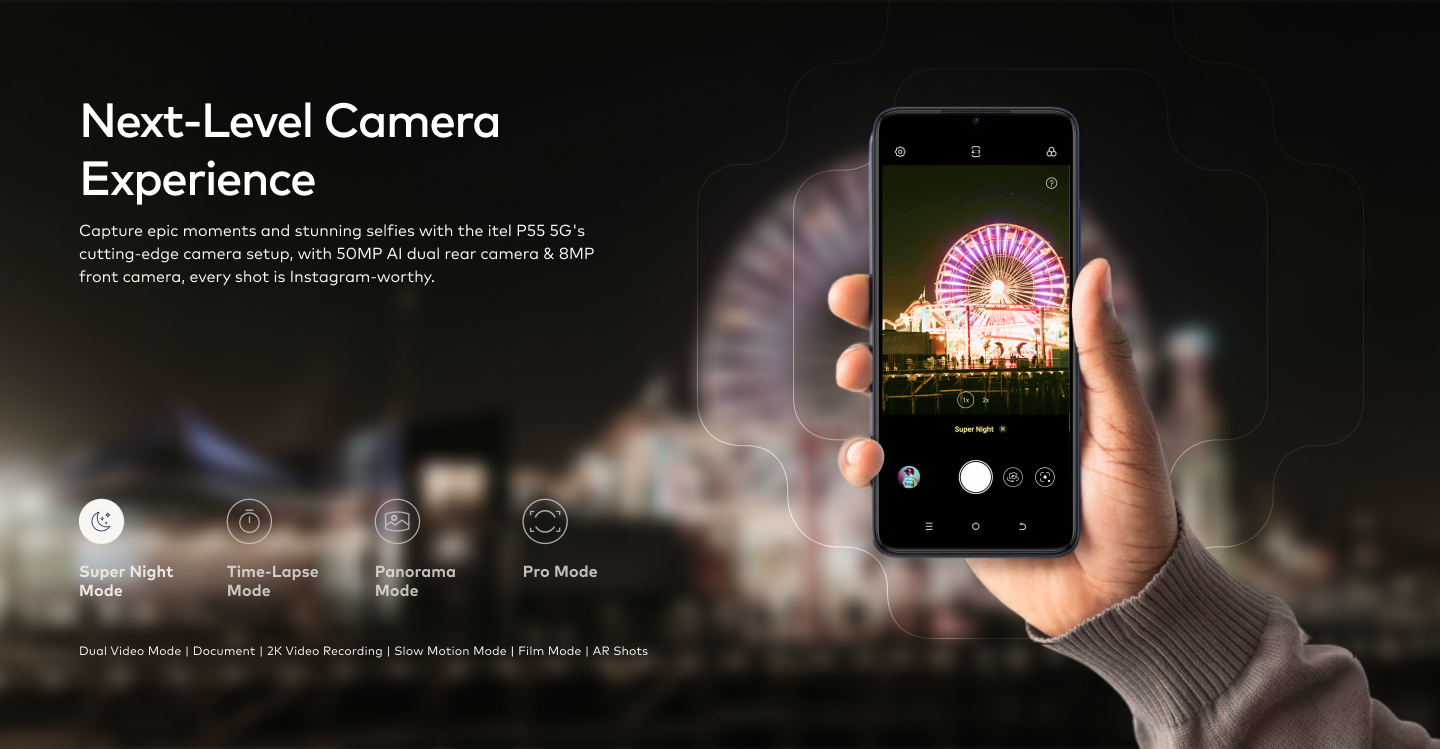 Next-Level Camera
Experience
Capture epic moments and stunning selfies with the itel P55 5G's
cutting-edge camera setup, with 50MP AI dual rear camera & 8MP
front camera, every shot is Instagram-worthy.
1x 2x
Super Night
Super Night
Mode
Time-Lapse
Mode
Panorama
Mode
Pro Mode
Dual Video Mode | Document | 2K Video Recording | Slow Motion Mode | Film Mode | AR Shots